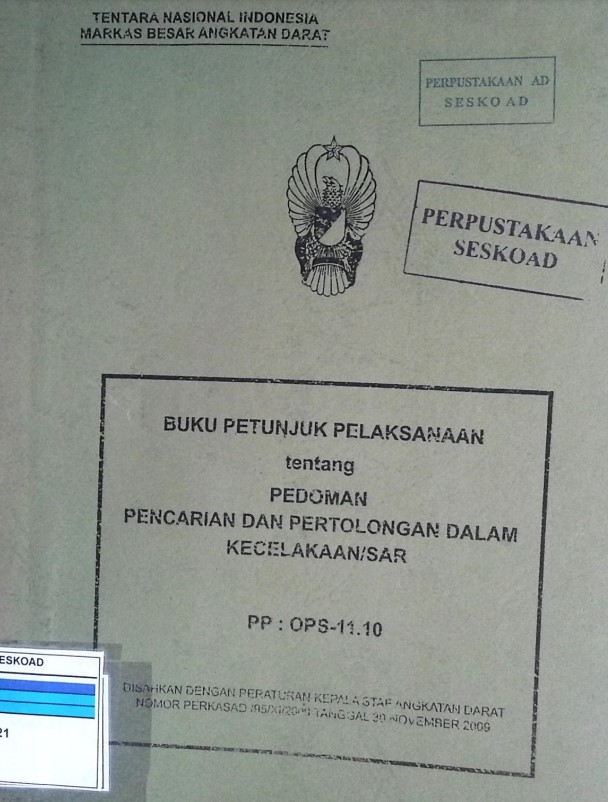 TENTARA NASIONAL INDONESIA
MARKAS BESAR ANGKATAN DARAT
PERPUSTAKAAN AD
SESKO AD
PERPUSTAKAAN
SESKOAD
BUKU PETUNJUK PELAKSANAAN
tentang
PEDOMAN
PENCARIAN DAN PERTOLONGAN DALAM
KECELAKAAN/SAR
PP : OPS-11.10
DISAHKAN DENGAN PERATURAN KEPALA STAF ANGKATAN DARAT
NOMOR PERKASAD TANGGAL 30 NOVEMBER 2009
ESKOAD
21